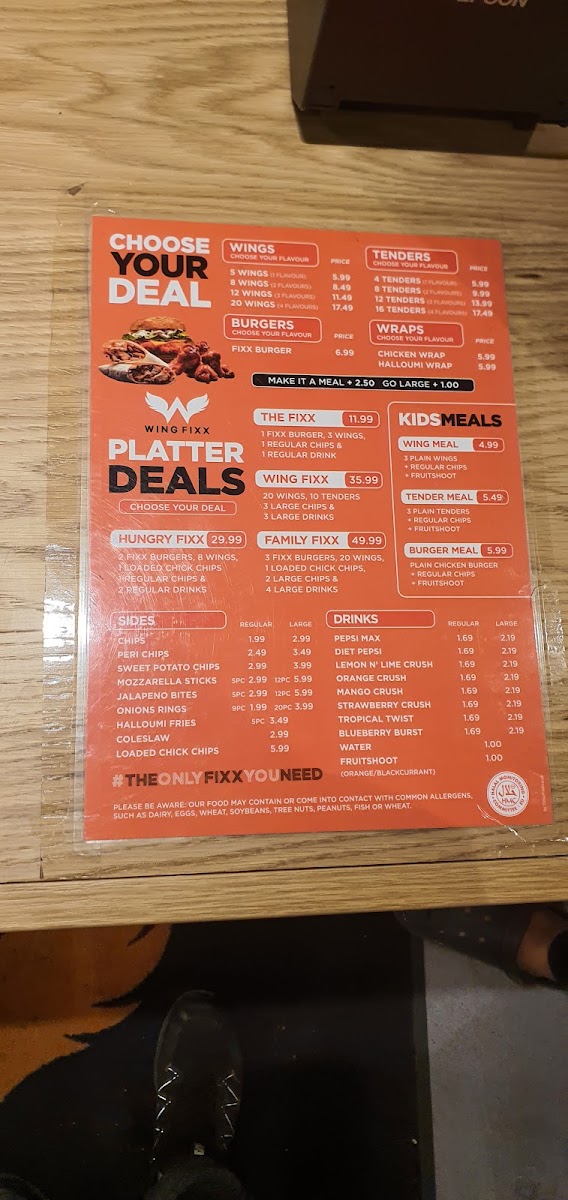 CHOOSE
YOUR
DEAL
WINGS
CHOOSE YOUR FLAVOUR
PRICE
5 WINGS (1 FLAVOUR) 5.99
8 WINGS (2 FLAVOURS) 8.49
12 WINGS (3 FLAVOURS) 11.49
20 WINGS (4 FLAVOURS) 17.49
TENDERS
CHOOSE YOUR FLAVOUR
PRICE
4 TENDERS (1 FLAVOUR) 5.99
8 TENDERS (2 FLAVOURS) 9.99
12 TENDERS (3 FLAVOURS) 13.99
16 TENDERS (4 FLAVOURS) 17.49
BURGERS
CHOOSE YOUR FLAVOUR
PRICE
FIXX BURGER 6.99
WRAPS
CHOOSE YOUR FLAVOUR
PRICE
CHICKEN WRAP 5.99
HALLOUMI WRAP 5.99
MAKE IT A MEAL + 2.50 GO LARGE + 1.00
WING FIXX
PLATTER
DEALS
CHOOSE YOUR DEAL
THE FIXX 11.99
1 FIXX BURGER, 3 WINGS,
1 REGULAR CHIPS &
1 REGULAR DRINK
WING FIXX 35.99
20 WINGS, 10 TENDERS
3 LARGE CHIPS &
3 LARGE DRINKS
HUNGRY FIXX 29.99
2 FIXX BURGERS, 8 WINGS,
1 LOADED CHICK CHIPS
1 REGULAR CHIPS &
2 REGULAR DRINKS
FAMILY FIXX 49.99
3 FIXX BURGERS, 20 WINGS,
1 LOADED CHICK CHIPS,
2 LARGE CHIPS &
4 LARGE DRINKS
KIDSMEALS
WING MEAL 4.99
3 PLAIN WINGS
+ REGULAR CHIPS
+ FRUITSHOOT
TENDER MEAL 5.49
3 PLAIN TENDERS
+ REGULAR CHIPS
+ FRUITSHOOT
BURGER MEAL 5.99
PLAIN CHICKEN BURGER
+ REGULAR CHIPS
+ FRUITSHOOT
SIDES
REGULAR LARGE
CHIPS 1.99 2.99
PERI CHIPS 2.49 3.49
SWEET POTATO CHIPS 2.99 3.99
MOZZARELLA STICKS 5PC 2.99 12PC 5.99
JALAPENO BITES 5PC 2.99 12PC 5.99
ONIONS RINGS 9PC 1.99 20PC 3.99
HALLOUMI FRIES 5PC 3.49
COLESLAW 2.99
LOADED CHICK CHIPS 5.99
DRINKS
REGULAR LARGE
PEPSI MAX 1.69 2.19
DIET PEPSI 1.69 2.19
LEMON N' LIME CRUSH 1.69 2.19
ORANGE CRUSH 1.69 2.19
MANGO CRUSH 1.69 2.19
STRAWBERRY CRUSH 1.69 2.19
TROPICAL TWIST 1.69 2.19
BLUEBERRY BURST 1.69 2.19
WATER 1.00
FRUITSHOOT 1.00
(ORANGE/BLACKCURRANT)
#THEONLYFIXXYOUNEED
PLEASE BE AWARE: OUR FOOD MAY CONTAIN OR COME INTO CONTACT WITH COMMON ALLERGENS,
SUCH AS DAIRY, EGGS, WHEAT, SOYBEANS, TREE NUTS, PEANUTS, FISH OR WHEAT.
HALAL MONITORING
HMC
COMMITTEE